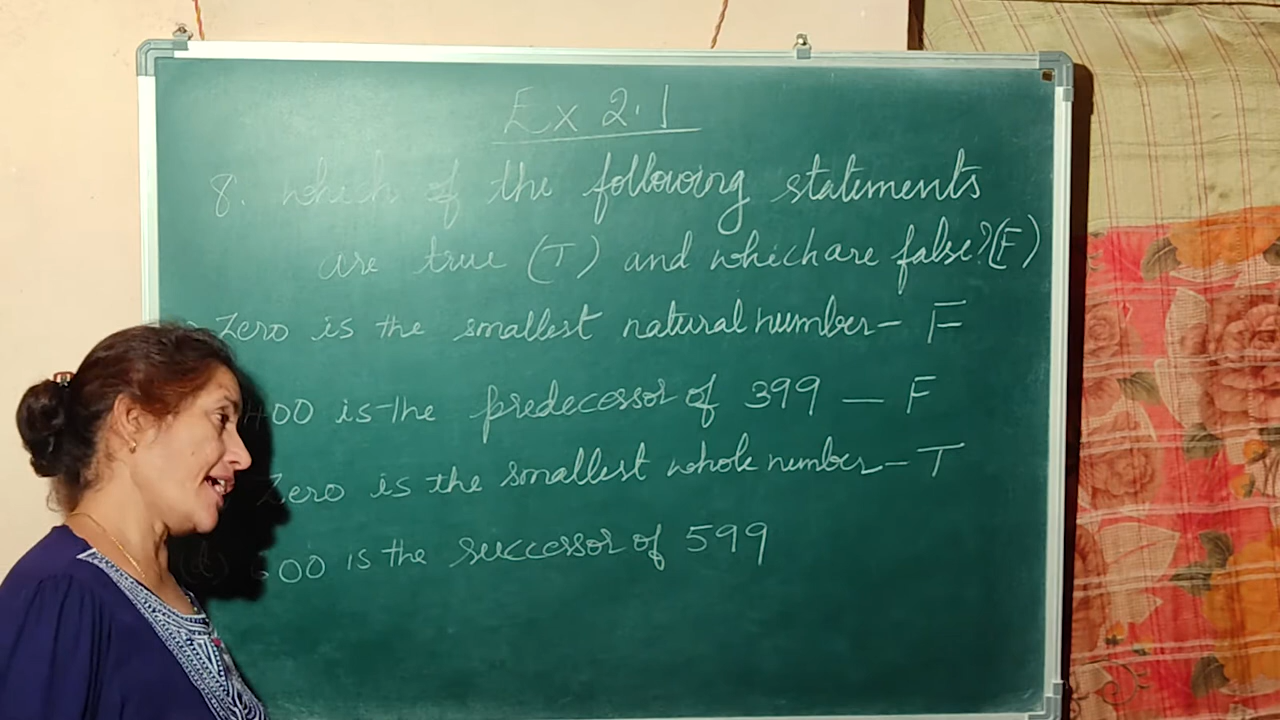 Ex 2.1
8. which of the following statements
are true (T) and which are false? (F)
Zero is the smallest natural number - F
400 is the predecessor of 399 - F
Zero is the smallest whole number - T
(d) 600 is the successor of 599